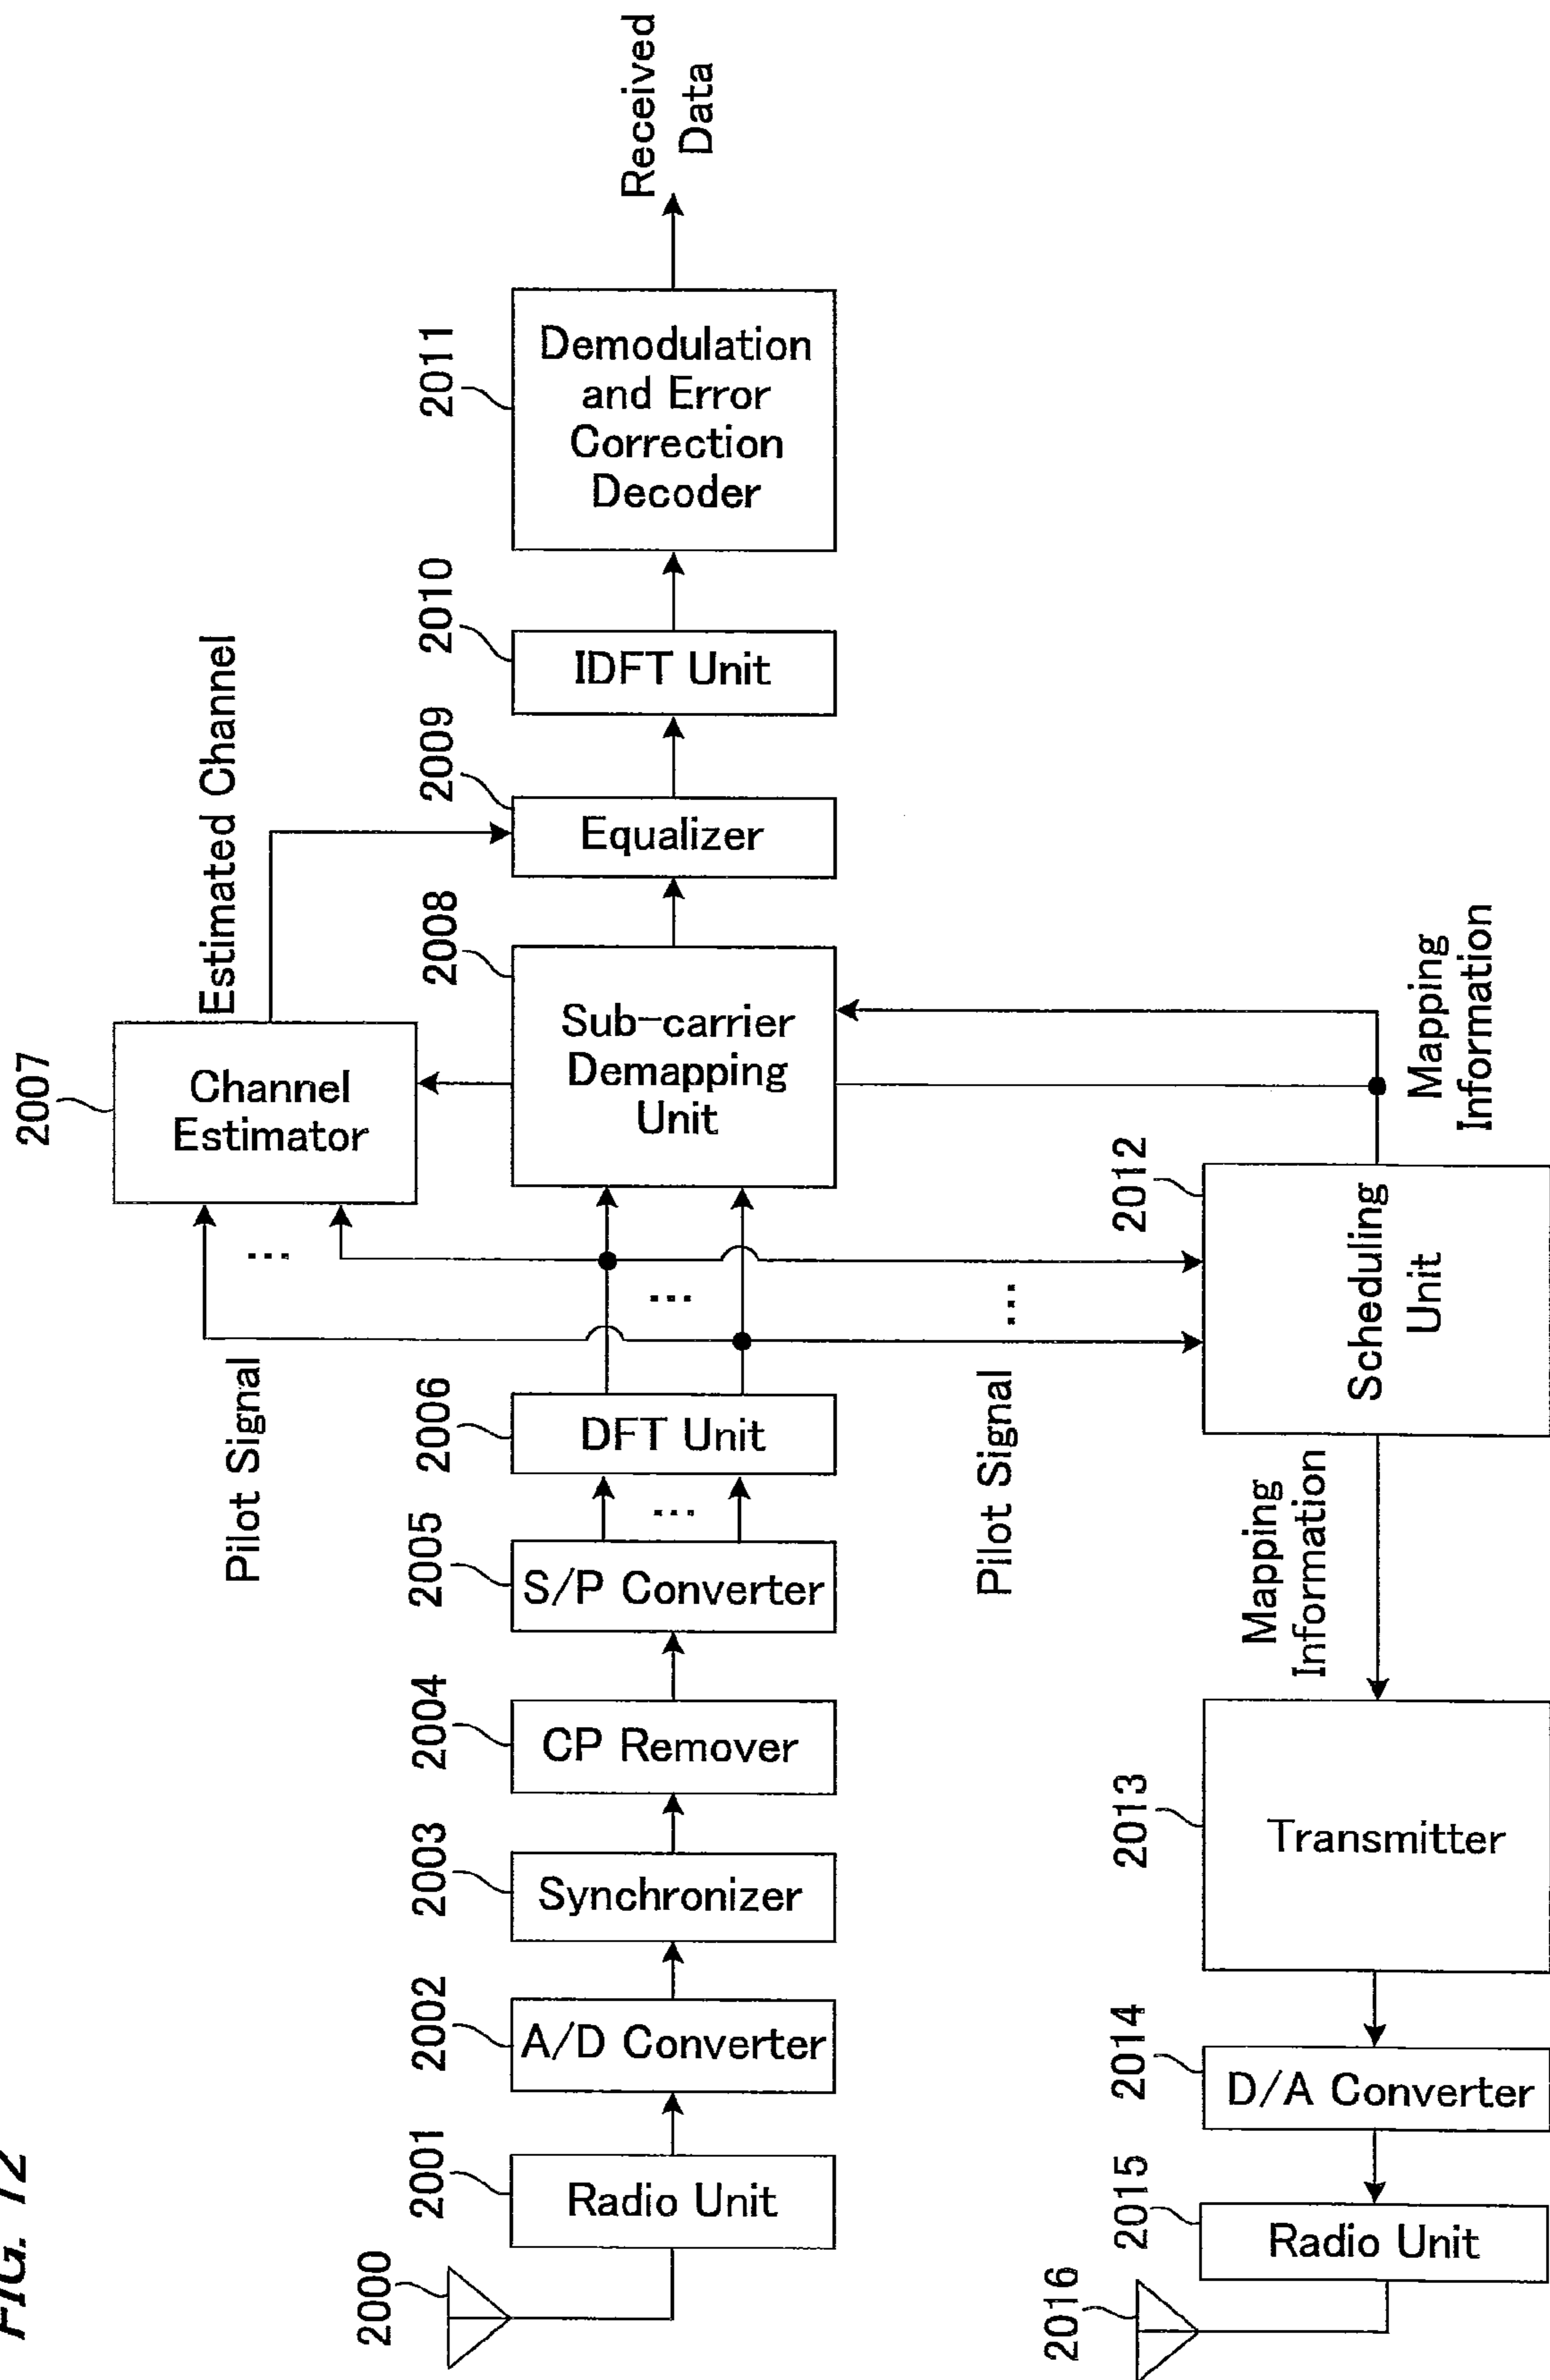 FIG. 12
2007
Channel
Estimator
Estimated Channel
Pilot Signal
...
2000
2001
Radio Unit
2002
A/D Converter
2003
Synchronizer
2004
CP Remover
2005
S/P Converter
...
2006
DFT Unit
...
2008
Sub-carrier
Demapping
Unit
2009
Equalizer
2010
IDFT Unit
2011
Demodulation
and Error
Correction
Decoder
Received
Data
Pilot Signal
...
2016
2015
Radio Unit
2014
D/A Converter
2013
Transmitter
Mapping
Information
2012
Scheduling
Unit
Mapping
Information